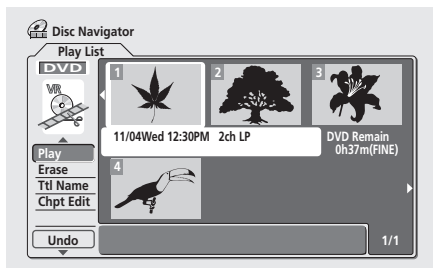 Disc Navigator
Play List
DVD
VR
1
2
3
11/04Wed 12:30PM 2ch LP
DVD Remain
0h37m(FINE)
Play
Erase
Ttl Name
Chpt Edit
4
Undo
1/1